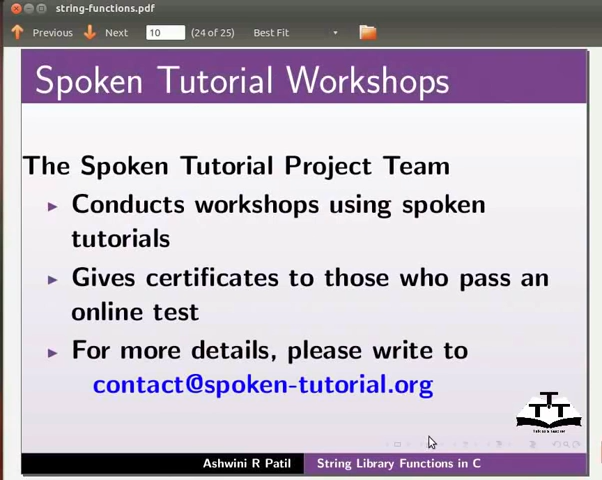 string-functions.pdf
Previous Next 10 (24 of 25) Best Fit
Spoken Tutorial Workshops
The Spoken Tutorial Project Team
Conducts workshops using spoken
tutorials
Gives certificates to those who pass an
online test
For more details, please write to
contact@spoken-tutorial.org
Ashwini R Patil String Library Functions in C